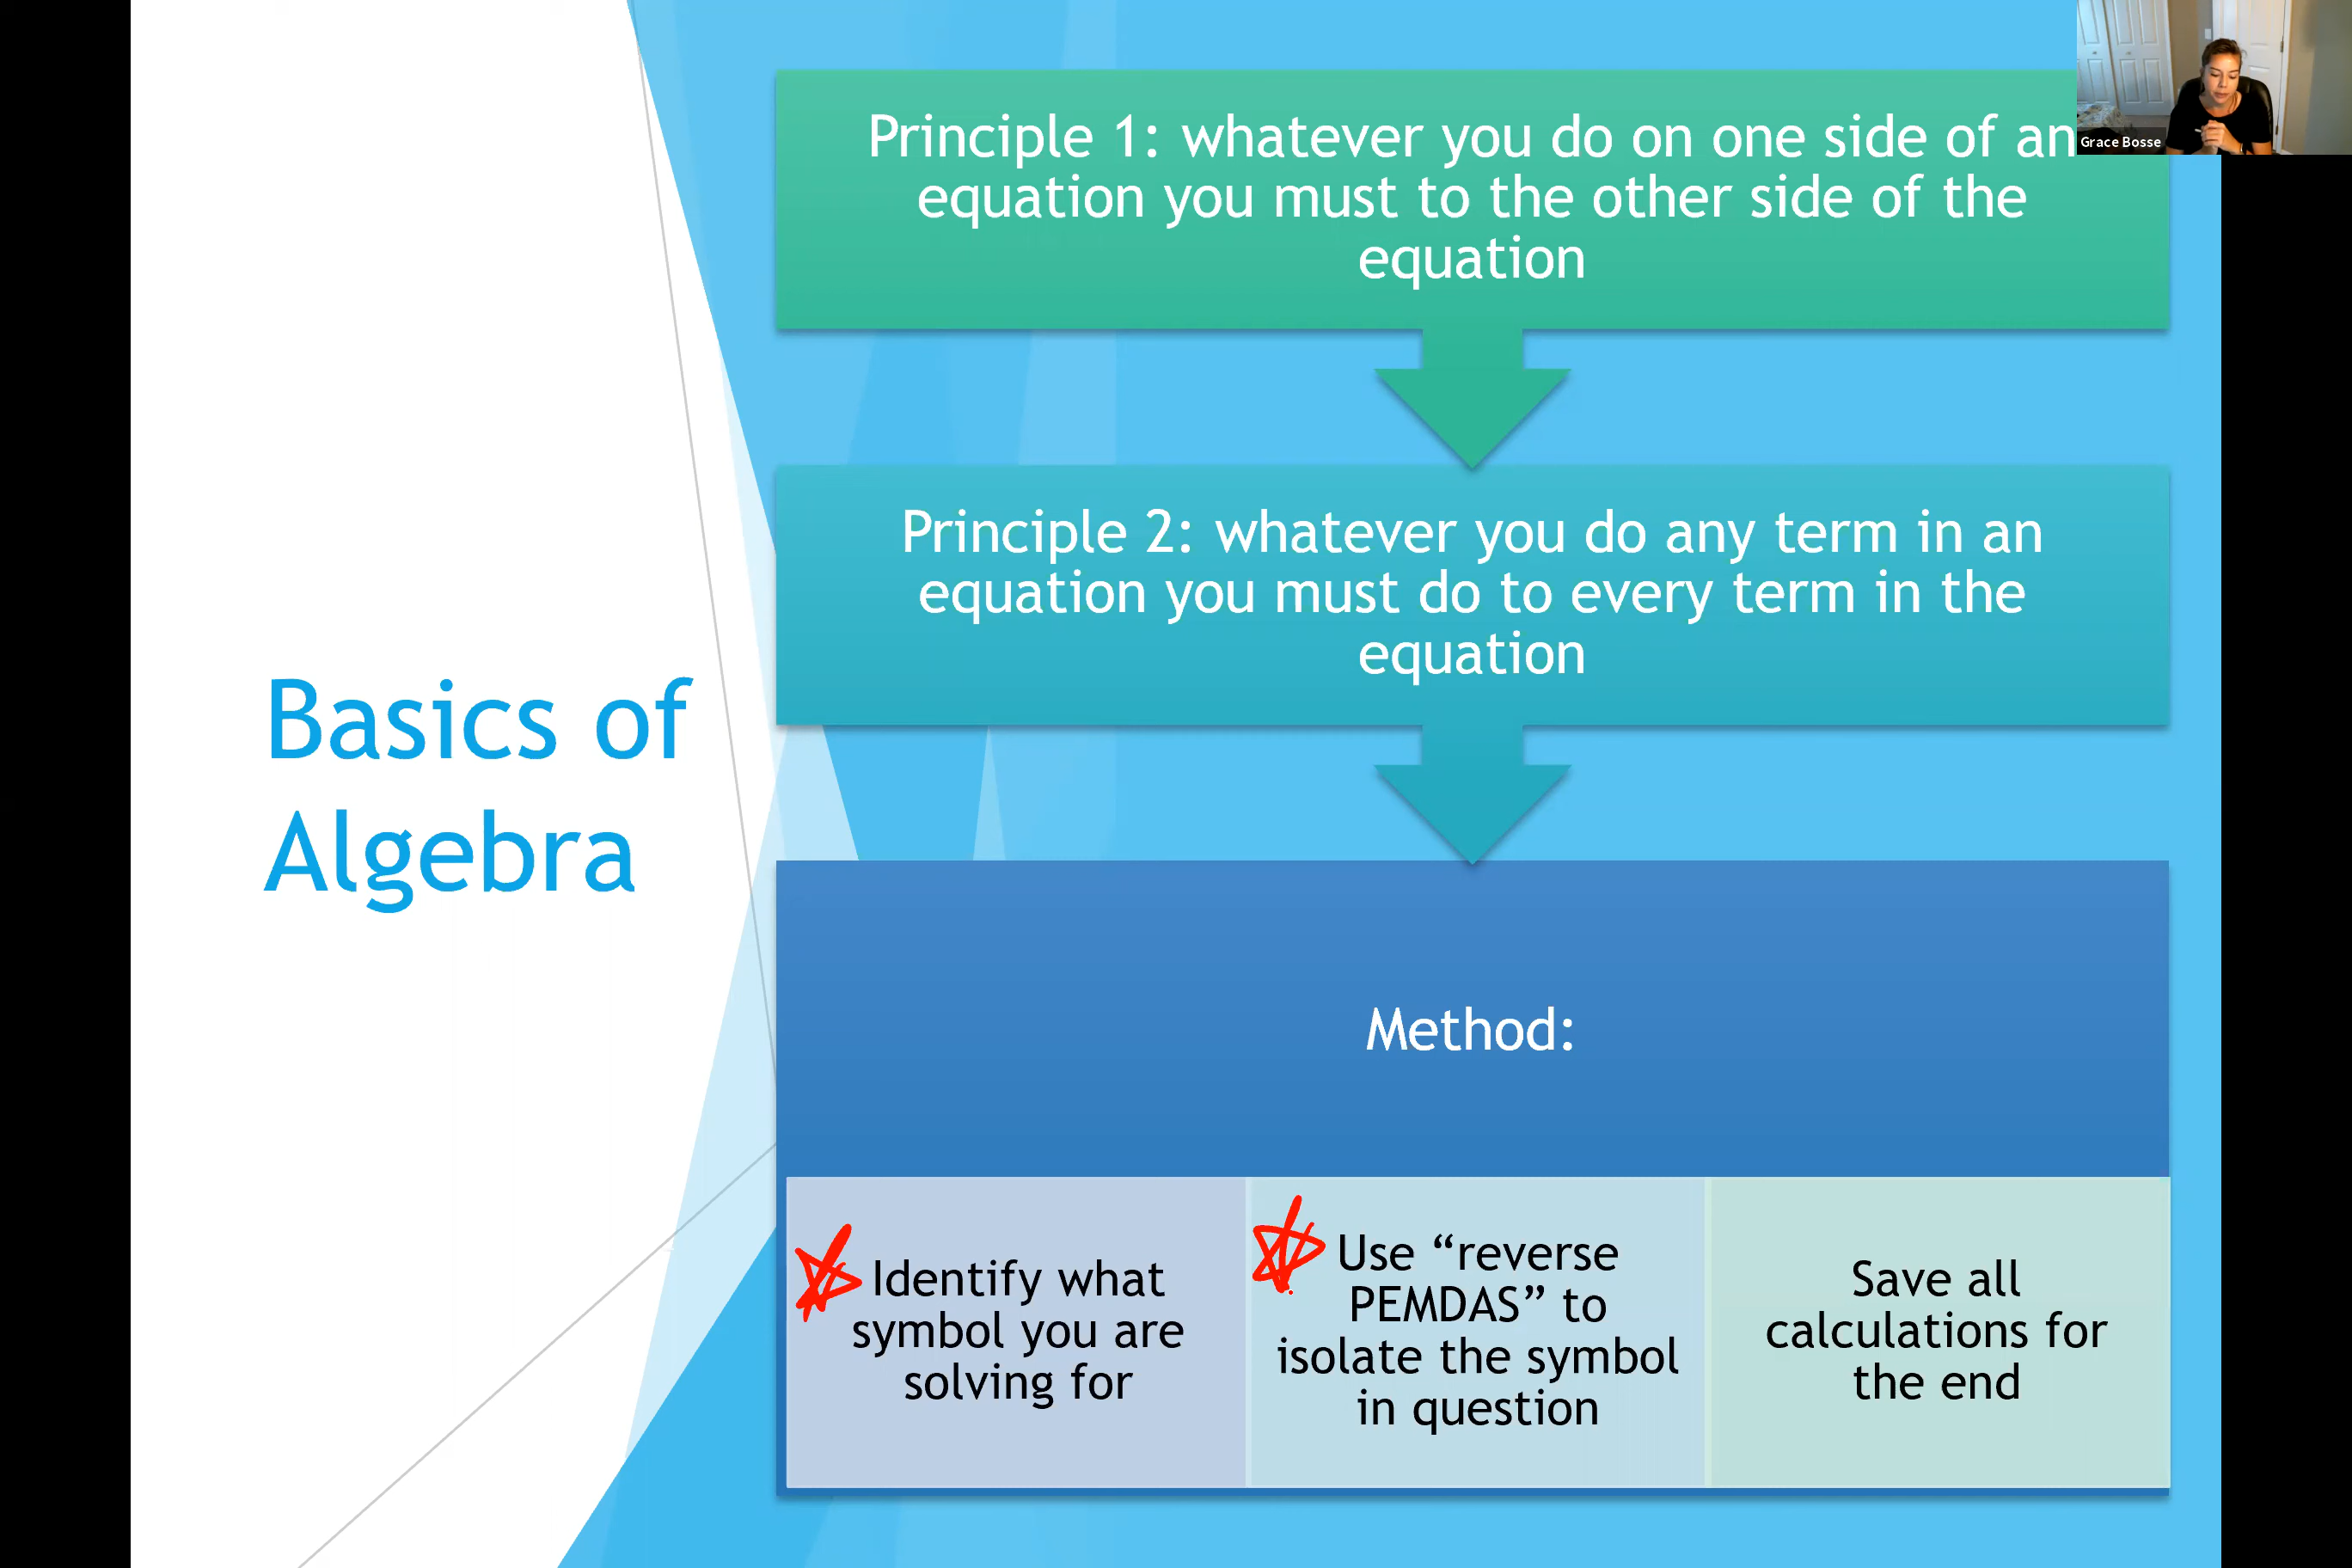 Basics of
Algebra
Principle 1: whatever you do on one side of an
equation you must to the other side of the
equation
Grace Bosse
Principle 2: whatever you do any term in an
equation you must do to every term in the
equation
Method:
Identify what
symbol you are
solving for
Use “reverse
PEMDAS” to
isolate the symbol
in question
Save all
calculations for
the end